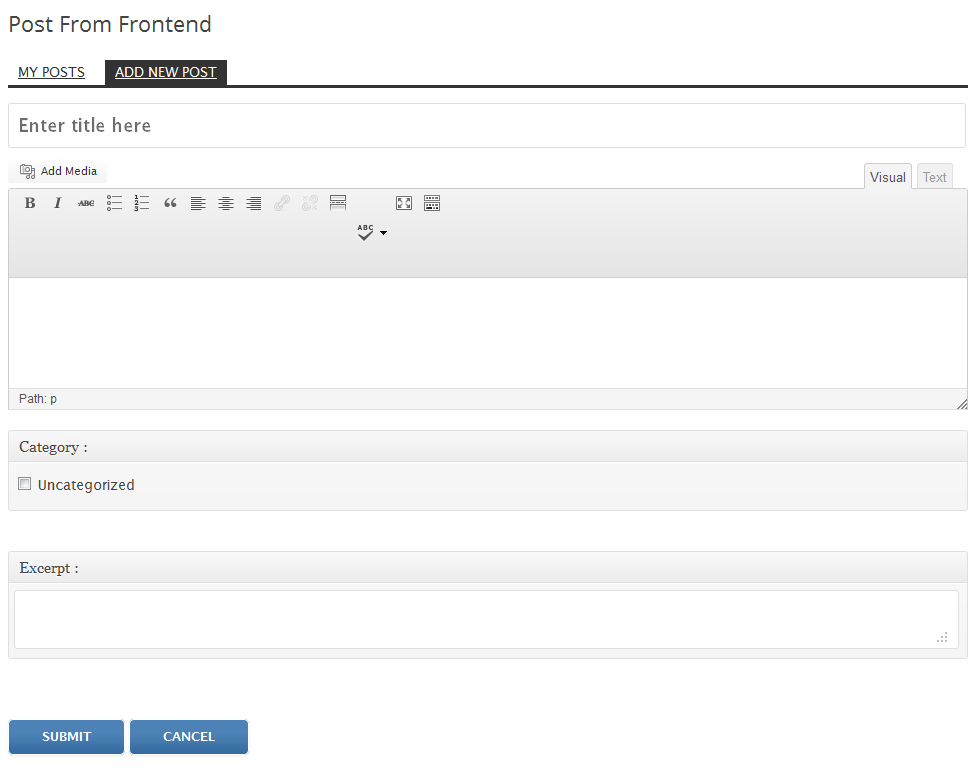 Post From Frontend
MY POSTS ADD NEW POST
Enter title here
Add Media Visual Text
B I ABC
ABC
Path: p
Category :
Uncategorized
Excerpt :
SUBMIT CANCEL